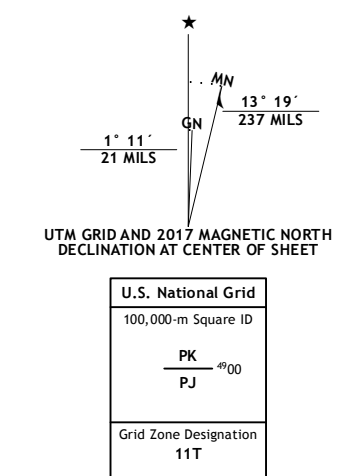 ★
MN
13° 19´
237 MILS
GN
1° 11´
21 MILS
UTM GRID AND 2017 MAGNETIC NORTH
DECLINATION AT CENTER OF SHEET
U.S. National Grid
100,000-m Square ID
PK
⁴⁹00
PJ
Grid Zone Designation
11T